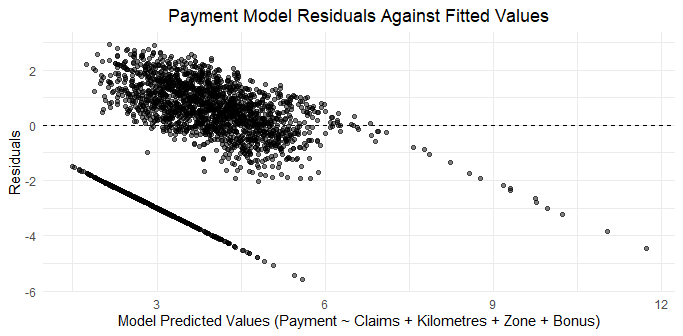 Payment Model Residuals Against Fitted Values
2
0
-2
-4
-6
Residuals
3 6 9 12
Model Predicted Values (Payment ~ Claims + Kilometres + Zone + Bonus)